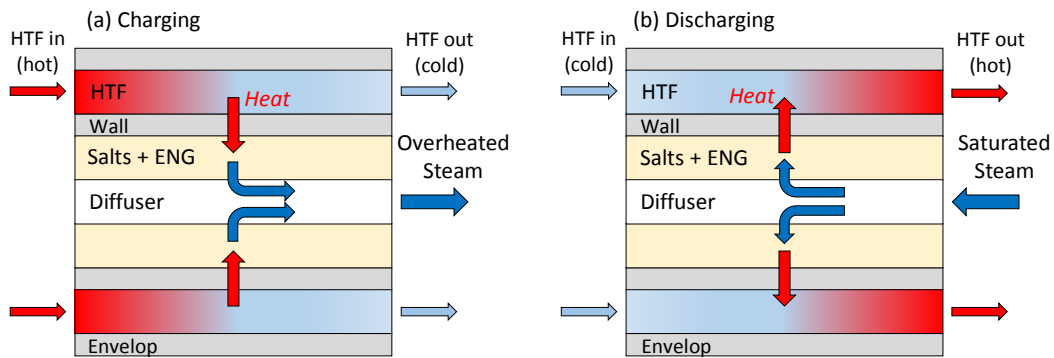 (a) Charging
HTF in
(hot)
HTF out
(cold)
HTF
Heat
Wall
Salts + ENG
Overheated
Steam
Diffuser
Envelop
(b) Discharging
HTF in
(cold)
HTF out
(hot)
HTF
Heat
Wall
Salts + ENG
Saturated
Steam
Diffuser
Envelop